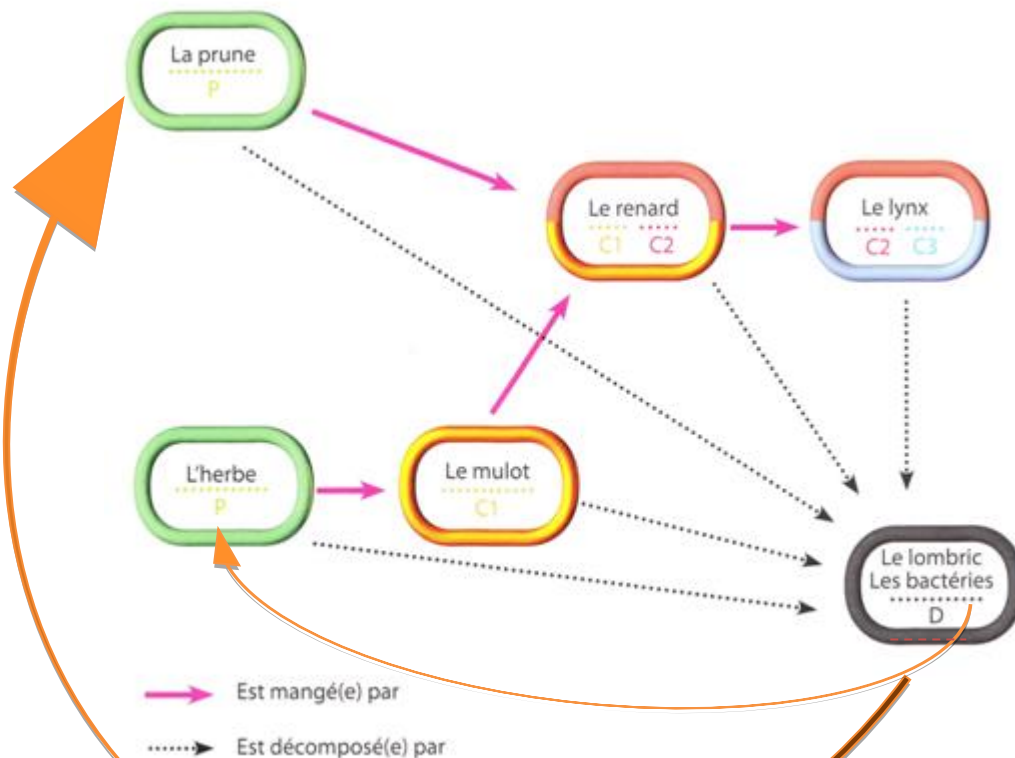 La prune
P
Le renard
C1 C2
Le lynx
C2 C3
L'herbe
P
Le mulot
C1
Le lombric
Les bactéries
D
Est mangé(e) par
Est décomposé(e) par